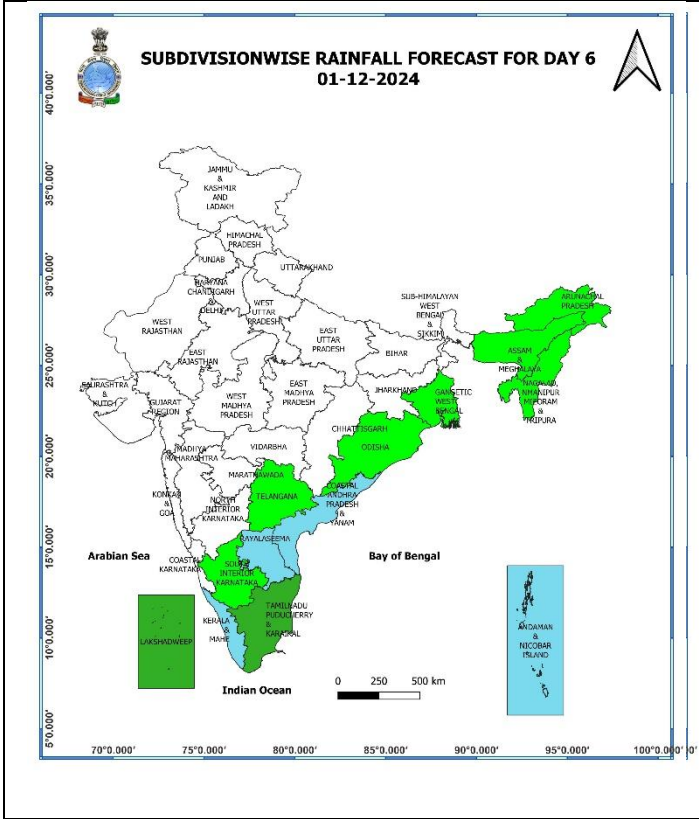 SUBDIVISIONWISE RAINFALL FORECAST FOR DAY 6
01-12-2024
40°0.000'
35°0.000'
30°0.000'
25°0.000'
20°0.000'
15°0.000'
10°0.000'
5°0.000'
JAMMU
&
KASHMIR
AND
LADAKH
HIMACHAL
PRADESH
PUNJAB
UTTARAKHAND
HARYANA
CHANDIGARH
&
DELHI
WEST
RAJASTHAN
WEST
UTTAR
PRADESH
EAST
RAJASTHAN
EAST
UTTAR
PRADESH
SUB-HIMALAYAN
WEST
BENGAL
&
SIKKIM
ARUNACHAL
PRADESH
BIHAR
ASSAM
&
MEGHALAYA
NAGALAD,
NMANIPUR
MIZORAM
&
TRIPURA
SAURASHTRA
&
KUTCH
GUJARAT
REGION
WEST
MADHYA
PRADESH
EAST
MADHYA
PRADESH
JHARKHAND
GANGETIC
WEST
BENGAL
CHHATTISGARH
ODISHA
MADHYA
MAHARASHTRA
VIDARBHA
MARATHAWADA
KONKAN
&
GOA
NORTH
INTERIOR
KARNATAKA
TELANGANA
COASTAL
ANDHRA
PRADESH
&
YANAM
RAYALASEEMA
Arabian Sea
Bay of Bengal
COASTAL
KARNATAKA
SOUTH
INTERIOR
KARNATAKA
TAMILNADU
PUDUCHERRY
&
KARAIKAL
KERALA
&
MAHE
LAKSHADWEEP
ANDAMAN
&
NICOBAR
ISLAND
Indian Ocean
0 250 500 km
70°0.000' 75°0.000' 80°0.000' 85°0.000' 90°0.000' 95°0.000' 100°0.000'